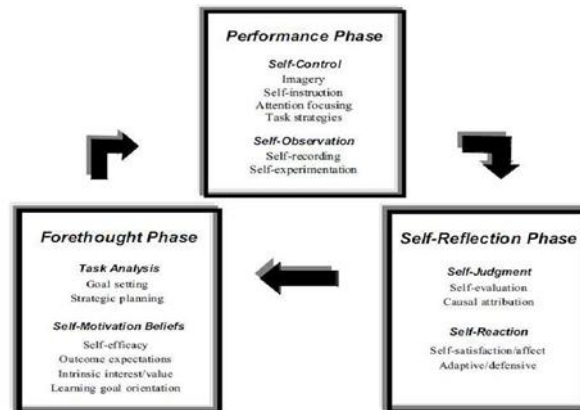 Performance Phase
Self-Control
Imagery
Self-instruction
Attention focusing
Task strategies
Self-Observation
Self-recording
Self-experimentation
Forethought Phase
Task Analysis
Goal setting
Strategic planning
Self-Motivation Beliefs
Self-efficacy
Outcome expectations
Intrinsic interest/value
Learning goal orientation
Self-Reflection Phase
Self-Judgment
Self-evaluation
Causal attribution
Self-Reaction
Self-satisfaction/affect
Adaptive/defensive